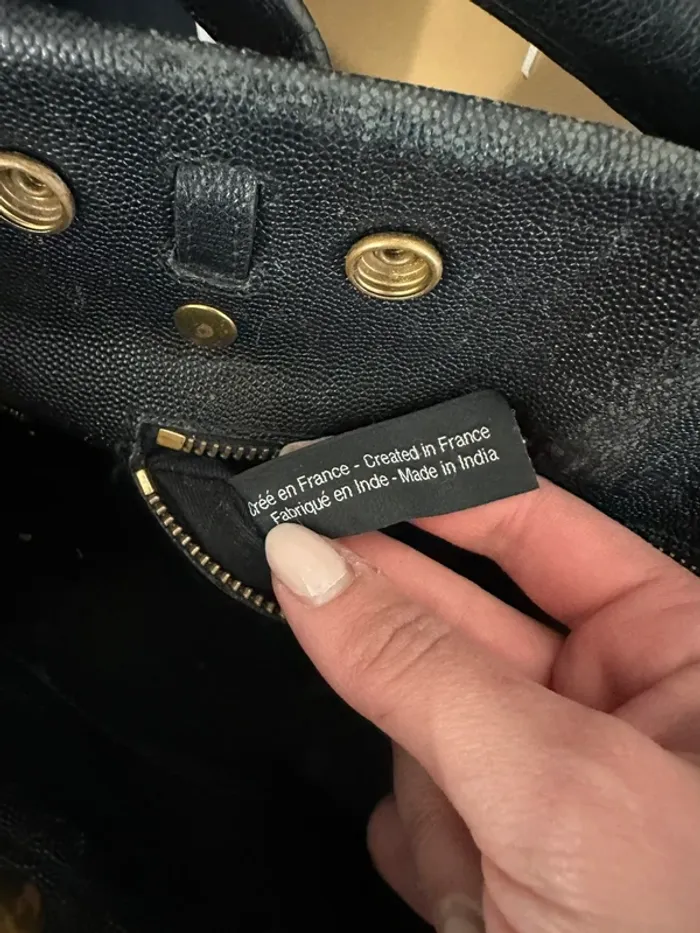 Créé en France - Created in France
Fabriqué en Inde - Made in India